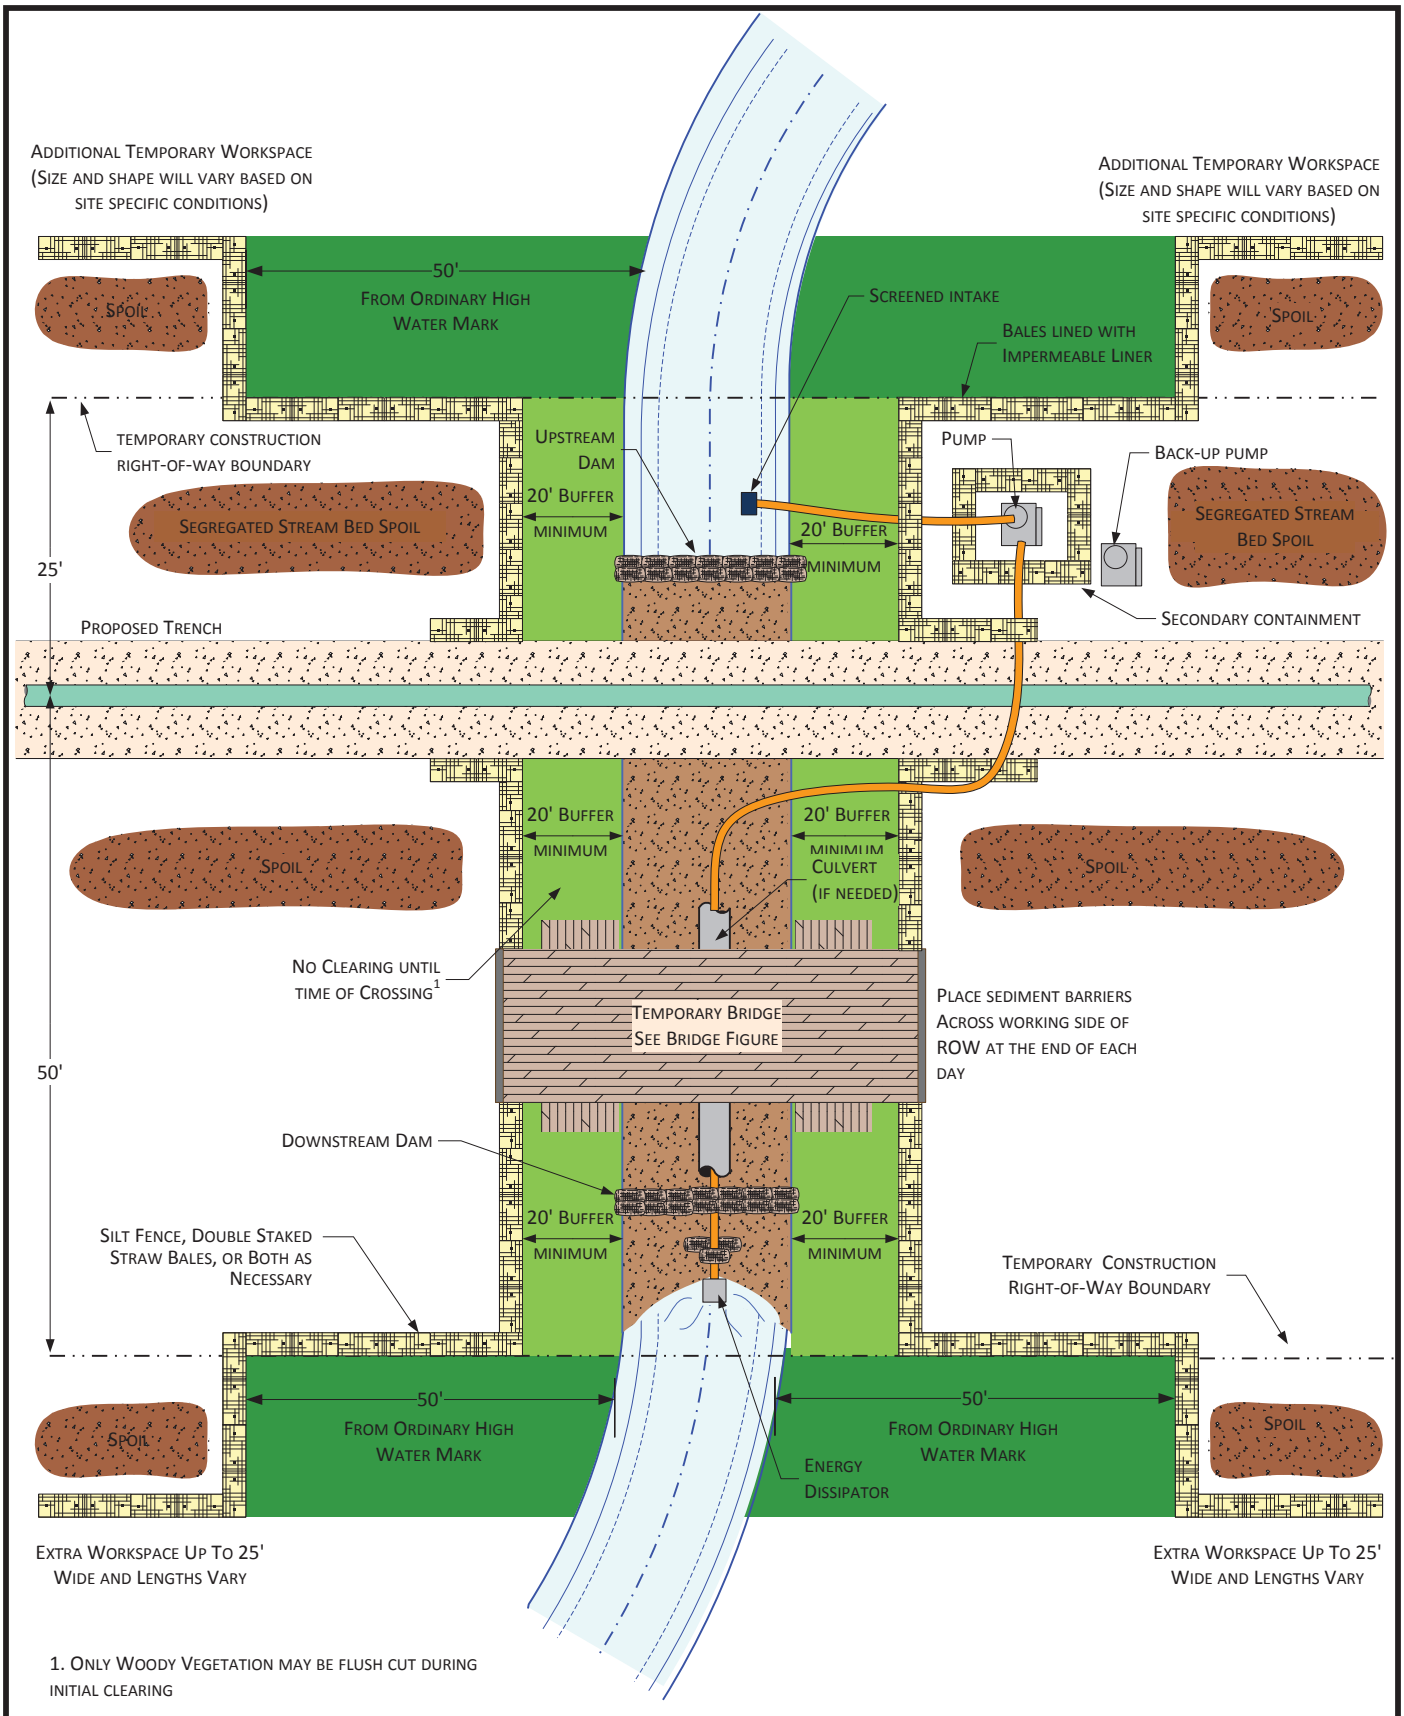 Additional Temporary Workspace
(Size and shape will vary based on
site specific conditions)
Additional Temporary Workspace
(Size and shape will vary based on
site specific conditions)
50'
From Ordinary High
Water Mark
Spoil
Spoil
Screened intake
Bales lined with
Impermeable Liner
temporary construction
right-of-way boundary
Upstream
Dam
Pump
Back-up pump
20' Buffer
minimum
20' Buffer
minimum
Segregated Stream Bed Spoil
Segregated Stream
Bed Spoil
25'
Secondary containment
Proposed Trench
20' Buffer
minimum
20' Buffer
minimum
Culvert
(if needed)
Spoil
Spoil
No Clearing until
time of Crossing1
Temporary Bridge
See Bridge Figure
Place sediment barriers
Across working side of
ROW at the end of each
day
50'
Downstream Dam
20' Buffer
minimum
20' Buffer
minimum
Silt Fence, Double Staked
Straw Bales, or Both as
Necessary
Temporary Construction
Right-of-Way Boundary
50'
From Ordinary High
Water Mark
50'
From Ordinary High
Water Mark
Spoil
Spoil
Energy
Dissipator
Extra Workspace Up To 25'
Wide and Lengths Vary
Extra Workspace Up To 25'
Wide and Lengths Vary
1. Only Woody Vegetation may be flush cut during
initial clearing